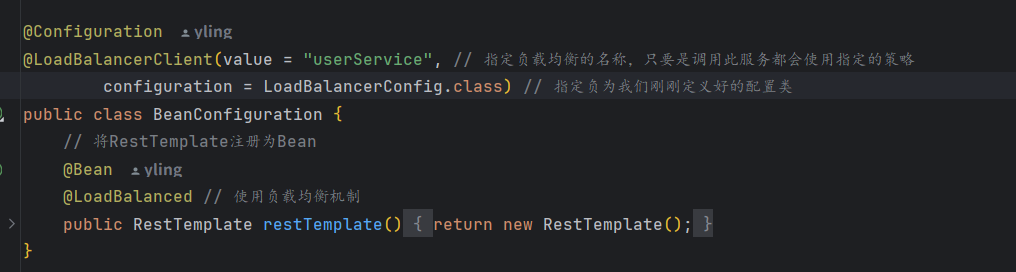 @Configuration yling
@LoadBalancerClient(value = "userService", // 指定负载均衡的名称，只要是调用此服务都会使用指定的策略
configuration = LoadBalancerConfig.class) // 指定负为我们刚刚定义好的配置类
public class BeanConfiguration {
// 将RestTemplate注册为Bean
@Bean yling
@LoadBalanced // 使用负载均衡机制
public RestTemplate restTemplate() { return new RestTemplate(); }
}